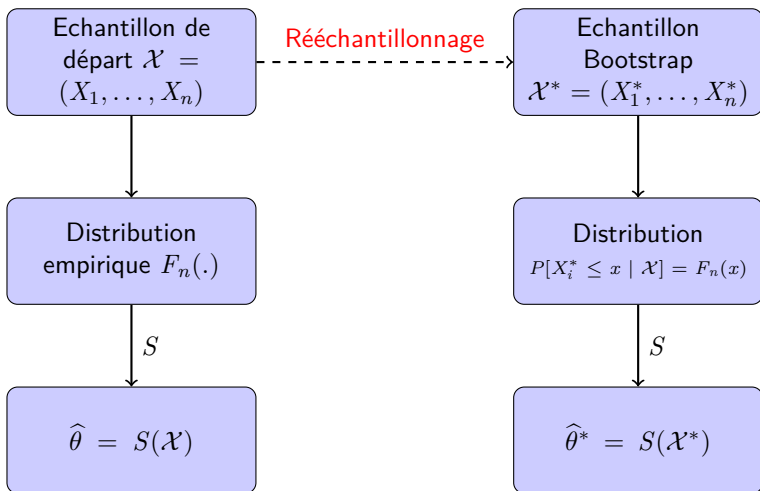 Echantillon de
départ 𝒳 =
(X₁, . . . , Xₙ)
Rééchantillonnage
Echantillon
Bootstrap
𝒳* = (X₁*, . . . , Xₙ*)
Distribution
empirique Fₙ(.)
Distribution
P[Xᵢ* ≤ x | 𝒳] = Fₙ(x)
S
S
θ̂ = S(𝒳)
θ̂* = S(𝒳*)